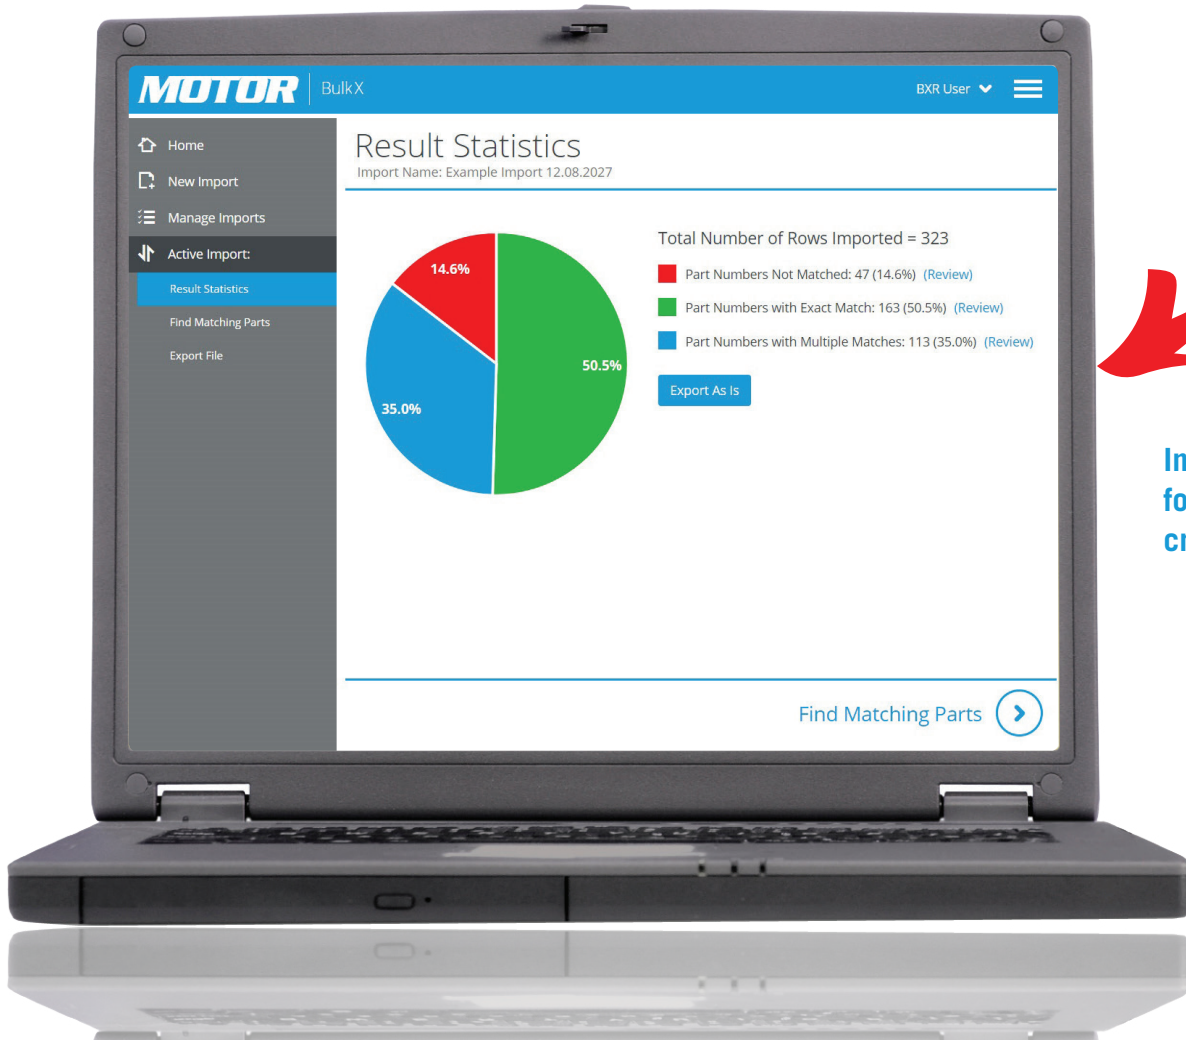 MOTOR BulkX
BXR User
Home
New Import
Manage Imports
Active Import:
Result Statistics
Find Matching Parts
Export File
Result Statistics
Import Name: Example Import 12.08.2027
14.6%
50.5%
35.0%
Total Number of Rows Imported = 323
Part Numbers Not Matched: 47 (14.6%) (Review)
Part Numbers with Exact Match: 163 (50.5%) (Review)
Part Numbers with Multiple Matches: 113 (35.0%) (Review)
Export As Is
Find Matching Parts